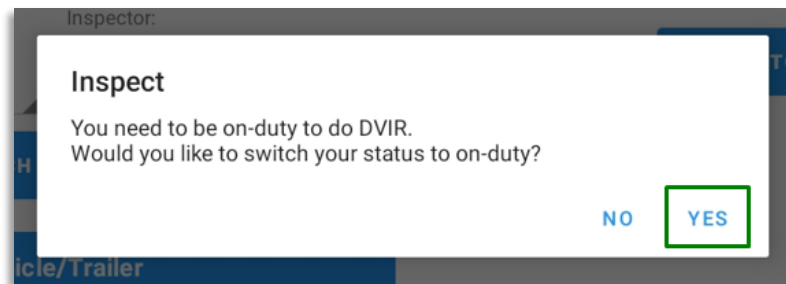 Inspector:
Inspect
You need to be on-duty to do DVIR.
Would you like to switch your status to on-duty?
H
NO
YES
icle/Trailer